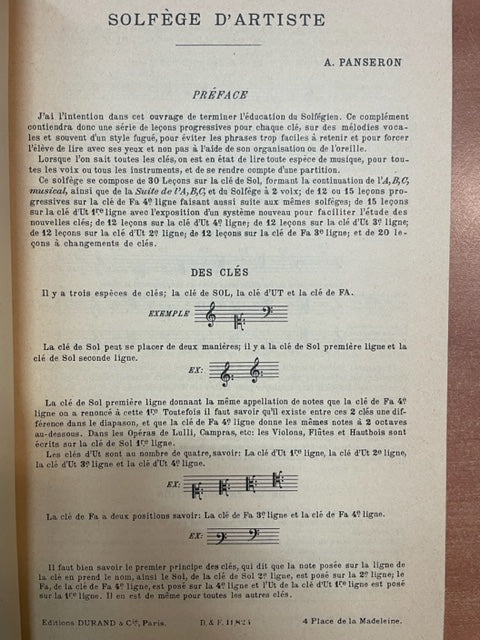 SOLFÈGE D'ARTISTE
A. PANSERON
PRÉFACE
J'ai l'intention dans cet ouvrage de terminer l'éducation du Solfégien. Ce complément
contiendra donc une série de leçons progressives pour chaque clé, sur des mélodies voca-
les et souvent d'un style fugué, pour éviter les phrases trop faciles à retenir et pour forcer
l'élève de lire avec ses yeux et non pas à l'aide de son organisation ou de l'oreille.
Lorsque l'on sait toutes les clés, on est en état de lire toute espèce de musique, pour tou-
tes les voix ou tous les instruments, et de se rendre compte d'une partition.
Ce solfège se compose de 30 Leçons sur la clé de Sol, formant la continuation de l'A,B,C,
musical, ainsi que de la Suite de l'A,B,C, et du Solfège à 2 voix; de 12 ou 15 leçons pro-
gressives sur la clé de Fa 4e ligne faisant aussi suite aux mêmes solfèges; de 15 leçons
sur la clé d'Ut 1re ligne avec l'exposition d'un système nouveau pour faciliter l'étude des
nouvelles clés; de 12 leçons sur la clé d'Ut 4e ligne; de 12 leçons sur la clé d'Ut 3e ligne;
de 12 leçons sur la clé d'Ut 2e ligne; de 12 leçons sur la clé de Fa 3e ligne; et de 20 le-
çons à changements de clés.
DES CLÉS
Il y a trois espèces de clés; la clé de SOL, la clé d'UT et la clé de FA.
EXEMPLE
La clé de Sol peut se placer de deux manières; il y a la clé de Sol première ligne et la
clé de Sol seconde ligne.
EX:
La clé de Sol première ligne donnant la même appellation de notes que la clé de Fa 4e
ligne on a renoncé à cette 1re Toutefois il faut savoir qu'il existe entre ces 2 clés une dif-
férence dans le diapason, et que la clé de Fa 4e ligne donne les mêmes notes à 2 octaves
au-dessous. Dans les Opéras de Lulli, Campras, etc: les Violons, Flûtes et Hautbois sont
écrits sur la clé de Sol 1re ligne.
Les clés d'Ut sont au nombre de quatre, savoir: La clé d'Ut 1re ligne, la clé d'Ut 2e ligne,
la clé d'Ut 3e ligne et la clé d'Ut 4e ligne.
EX:
La clé de Fa a deux positions savoir: La clé de Fa 3e ligne et la clé de Fa 4e ligne.
EX:
Il faut bien savoir le premier principe des clés, qui dit que la note posée sur la ligne de
la clé en prend le nom, ainsi le Sol, de la clé de Sol 2e ligne, est posé sur la 2e ligne; le
Fa, de la clé de Fa 4e ligne, est posé sur la 4e ligne et l'Ut de la clé d'Ut 1re ligne est posé
sur la 1re ligne. Il en est de même pour toutes les autres clés.
Editions DURAND & Cie, Paris.
D. & F.
4 Place de la Madeleine.